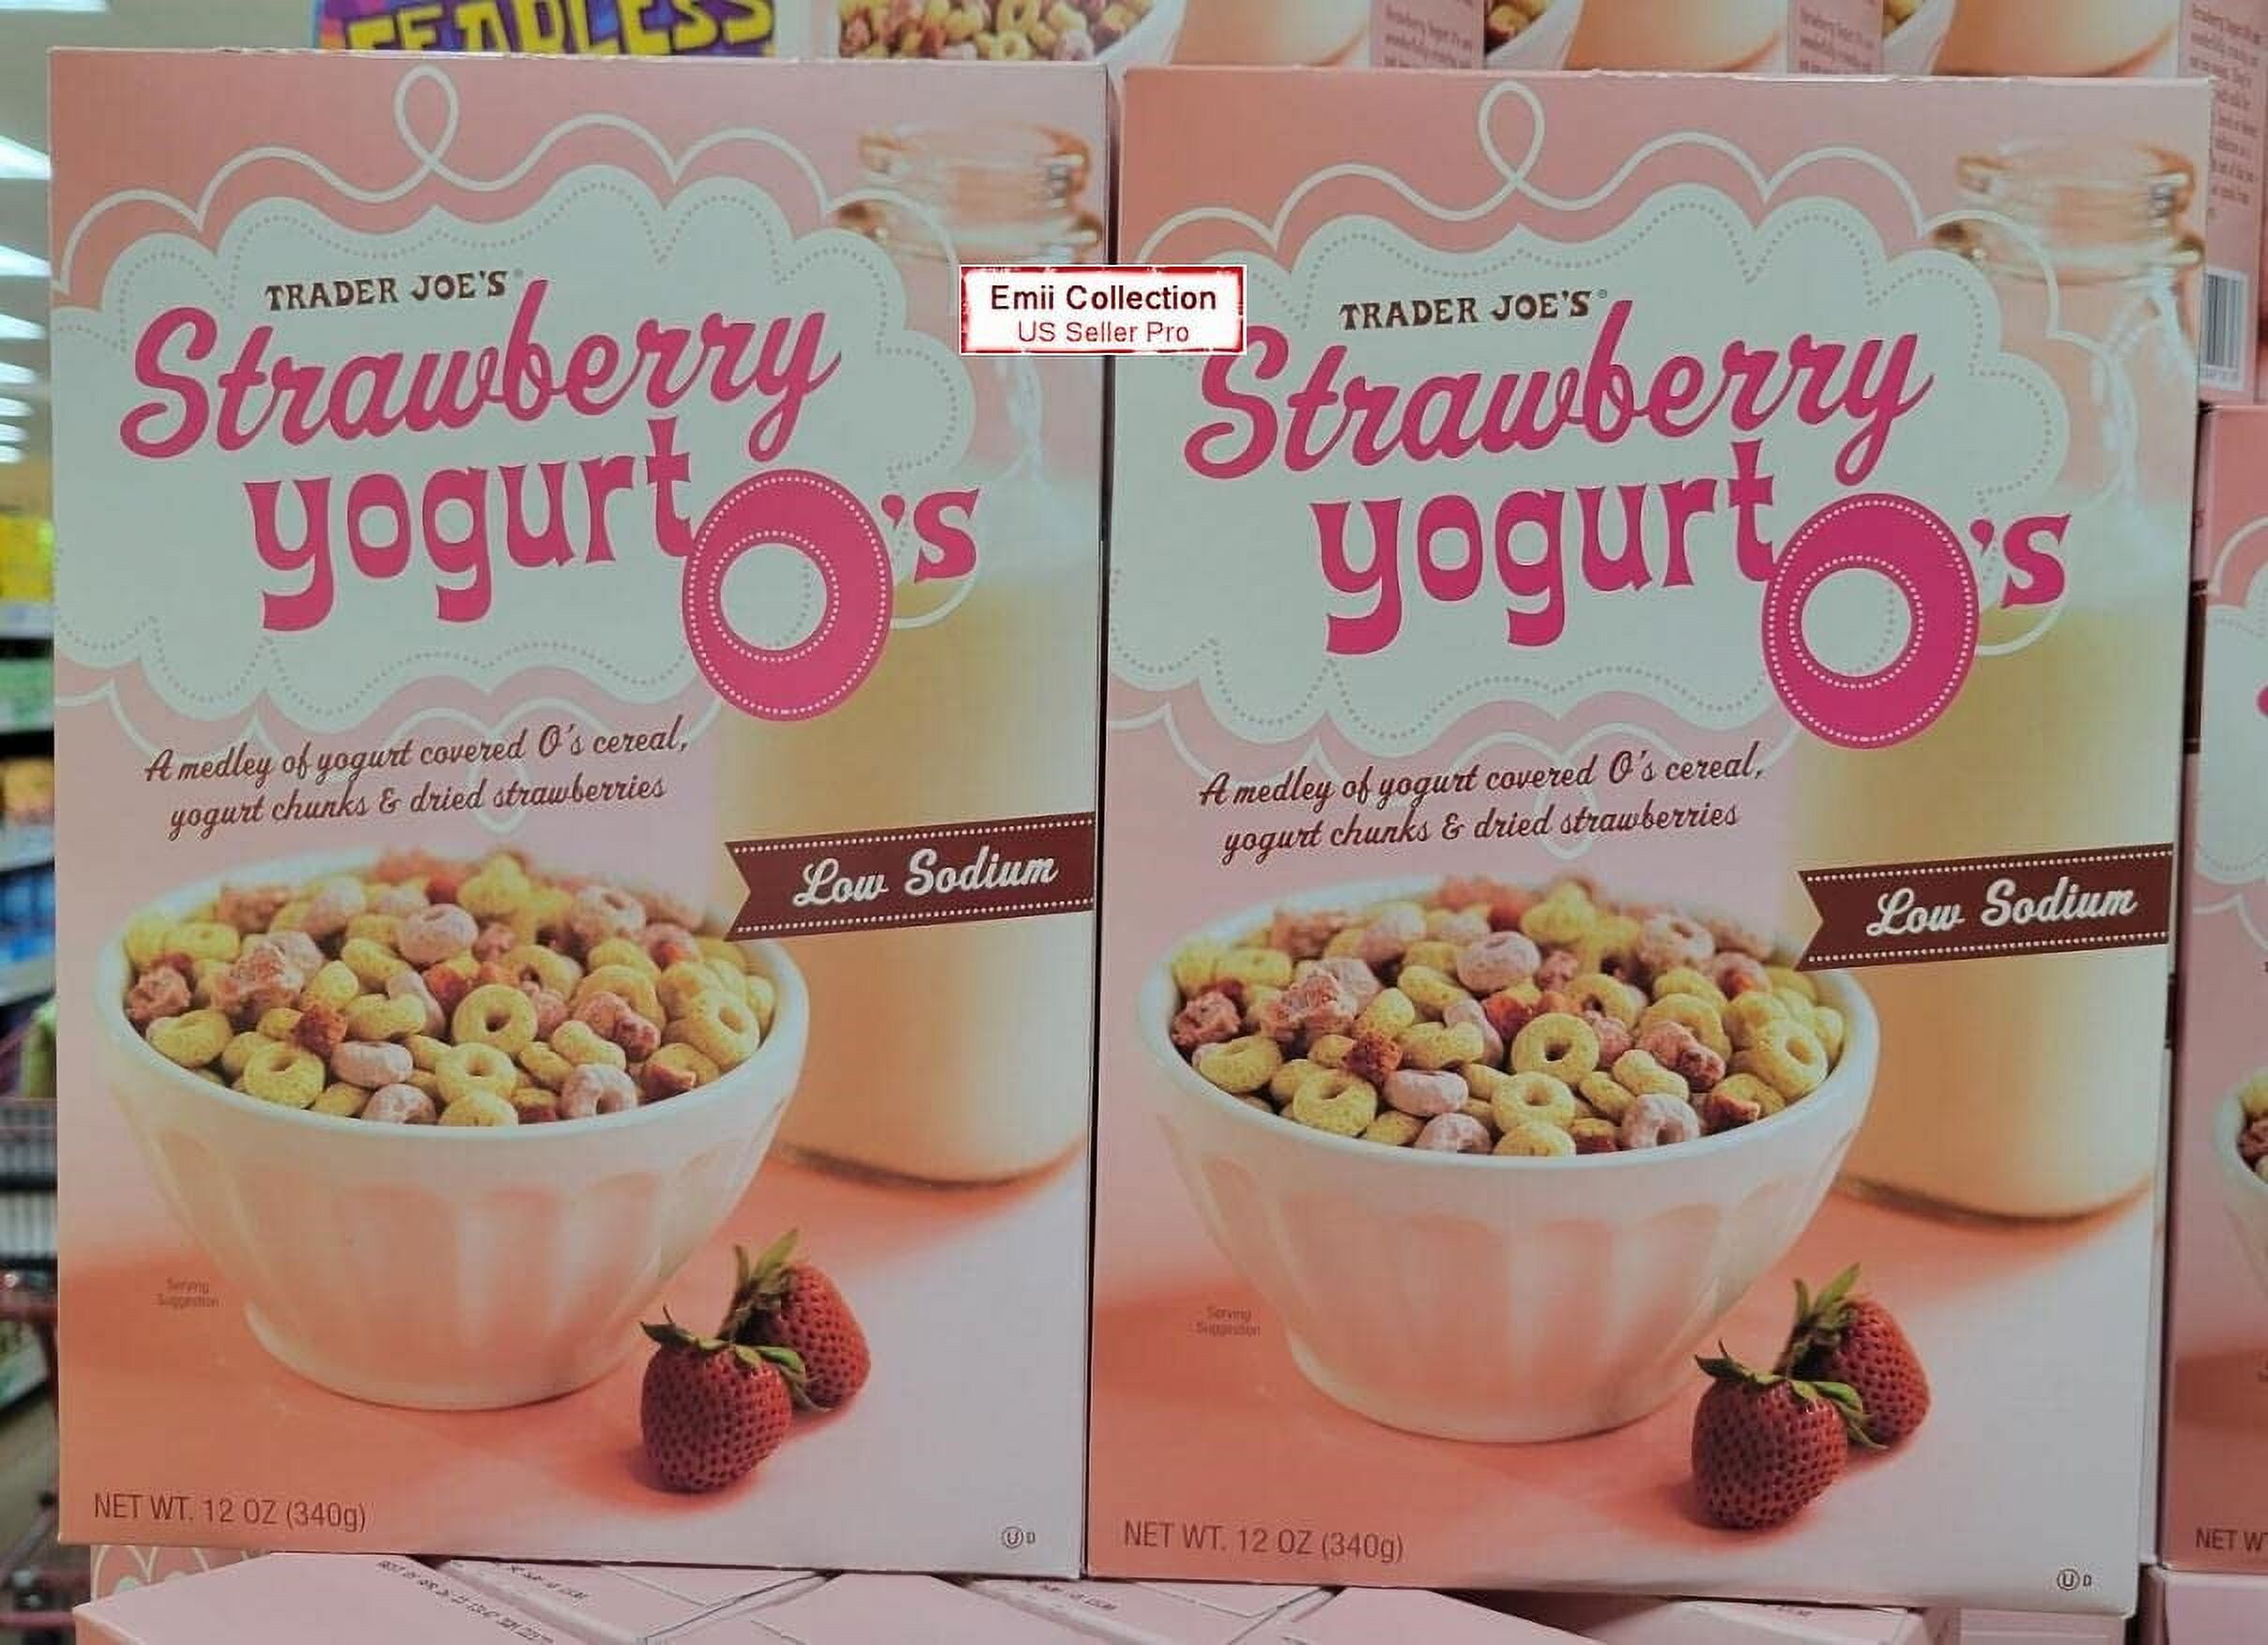 FEARLESS
TRADER JOE'S®
Strawberry
yogurt O's
A medley of yogurt covered O's cereal,
yogurt chunks & dried strawberries
Low Sodium
Serving
Suggestion
NET WT. 12 OZ (340g)
U D
Emii Collection
US Seller Pro
TRADER JOE'S®
Strawberry
yogurt O's
A medley of yogurt covered O's cereal,
yogurt chunks & dried strawberries
Low Sodium
Serving
Suggestion
NET WT. 12 OZ (340g)
U D
NET W